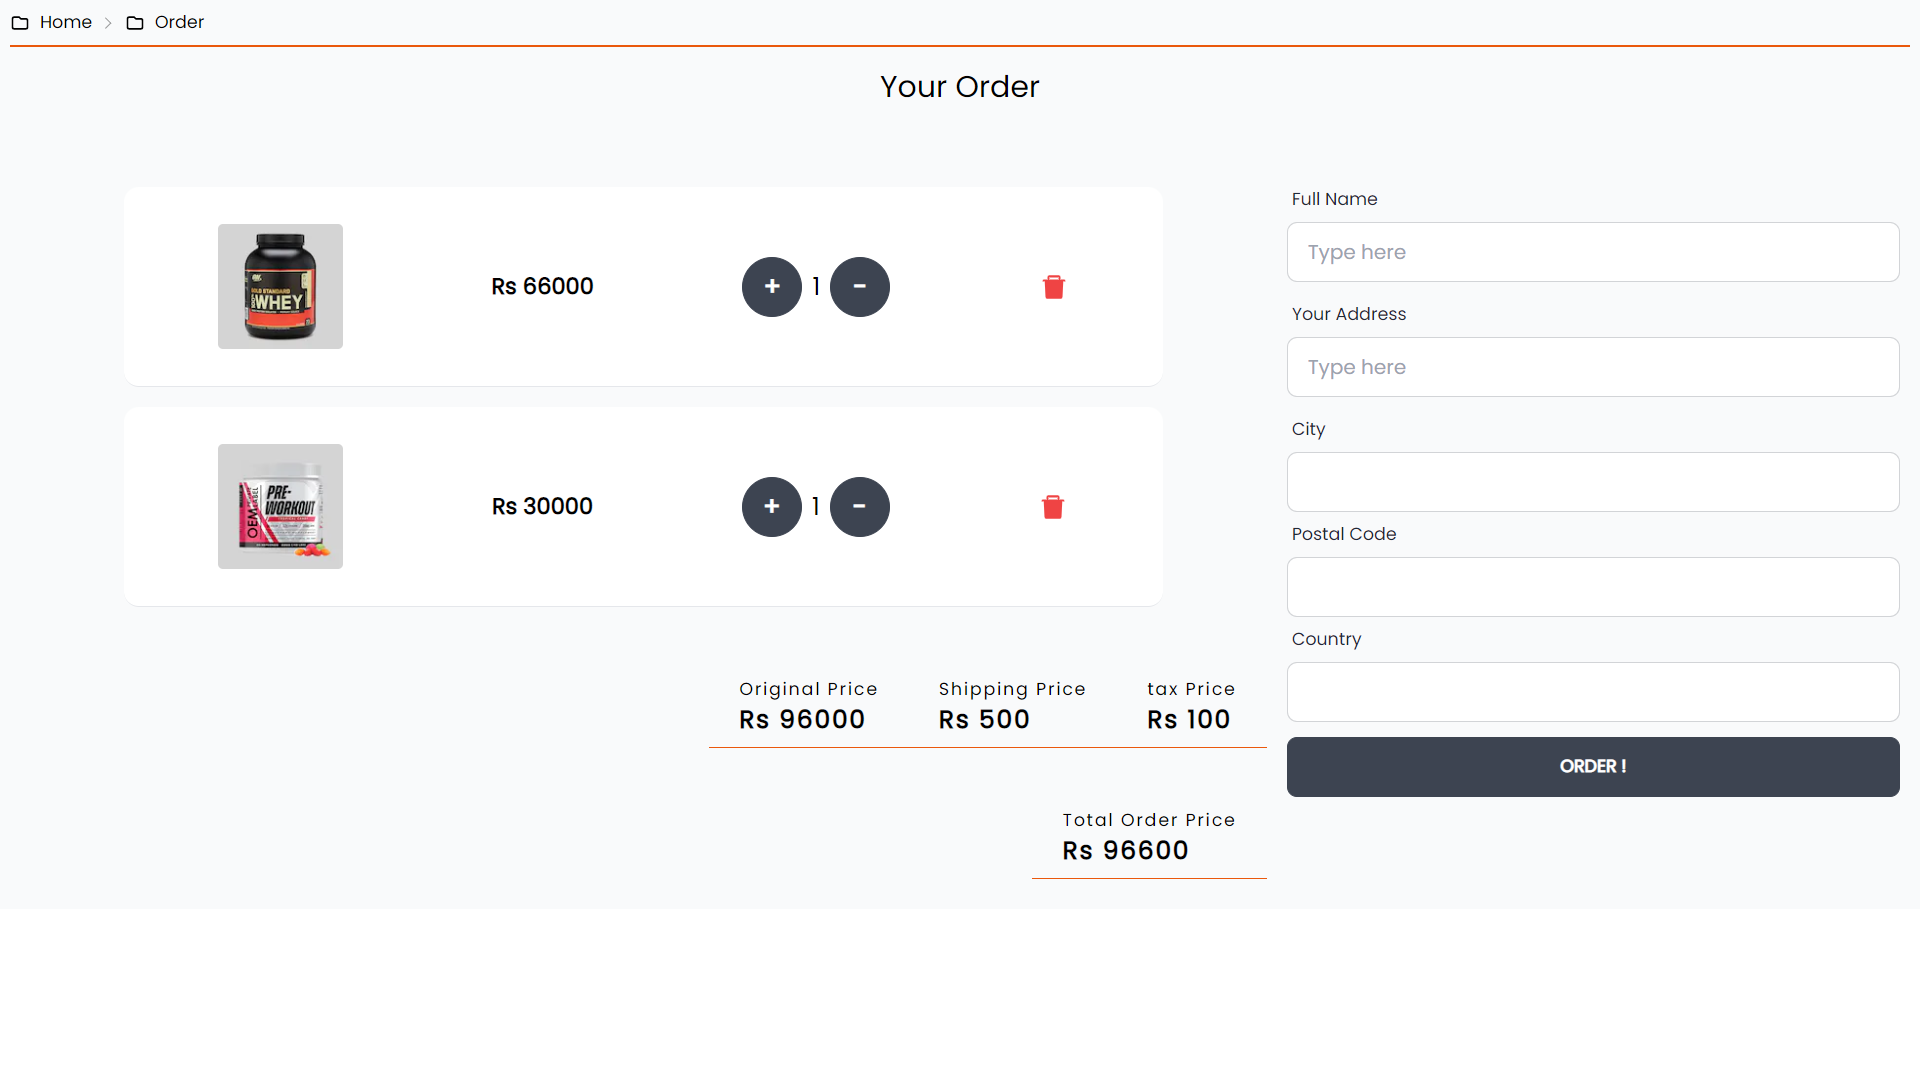 Home
Order
Your Order
GOLD STANDARD
WHEY
Rs 66000
+ 1 -
OEM LABEL
PRE-
WORKOUT
Rs 30000
+ 1 -
Original Price
Rs 96000
Shipping Price
Rs 500
tax Price
Rs 100
Total Order Price
Rs 96600
Full Name
Type here
Your Address
Type here
City
Postal Code
Country
ORDER !